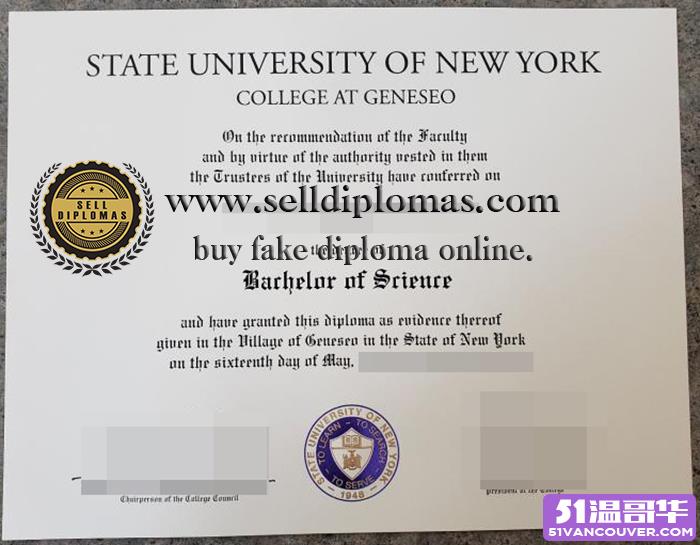 STATE UNIVERSITY OF NEW YORK
COLLEGE AT GENESEO
On the recommendation of the Faculty
and by virtue of the authority vested in them
the Trustees of the University have conferred on
SELL
DIPLOMAS
www.selldiplomas.com
buy fake diploma online.
Bachelor of Science
and have granted this diploma as evidence thereof
given in the Village of Geneseo in the State of New York
on the sixteenth day of May,
STATE UNIVERSITY OF NEW YORK
TO LEARN - TO SEARCH
TO SERVE
1948
Chairperson of the College Council
President of the College
51温哥华
51VANCOUVER.COM